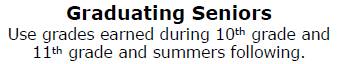 Graduating Seniors
Use grades earned during 10th grade and
11th grade and summers following.